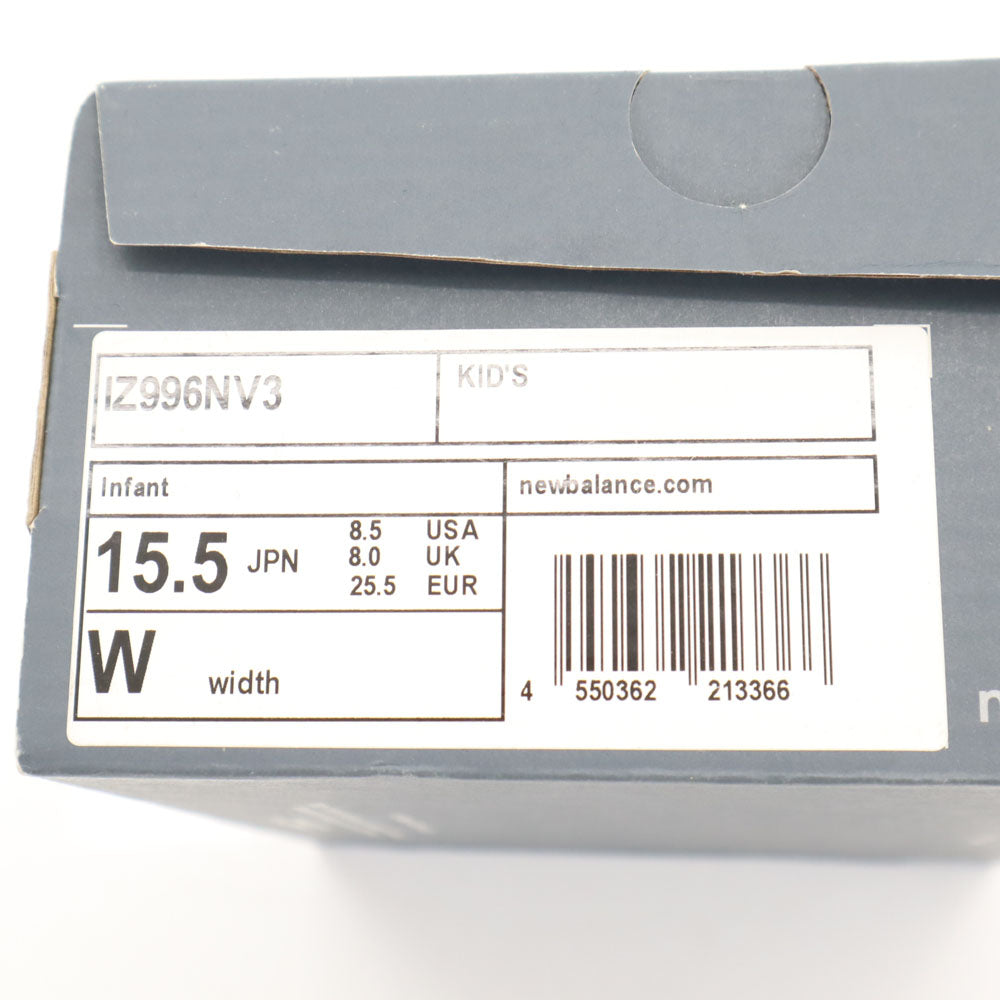 IZ996NV3
KID'S
Infant
newbalance.com
15.5 JPN
8.5 USA
8.0 UK
25.5 EUR
W width
4 550362 213366
n